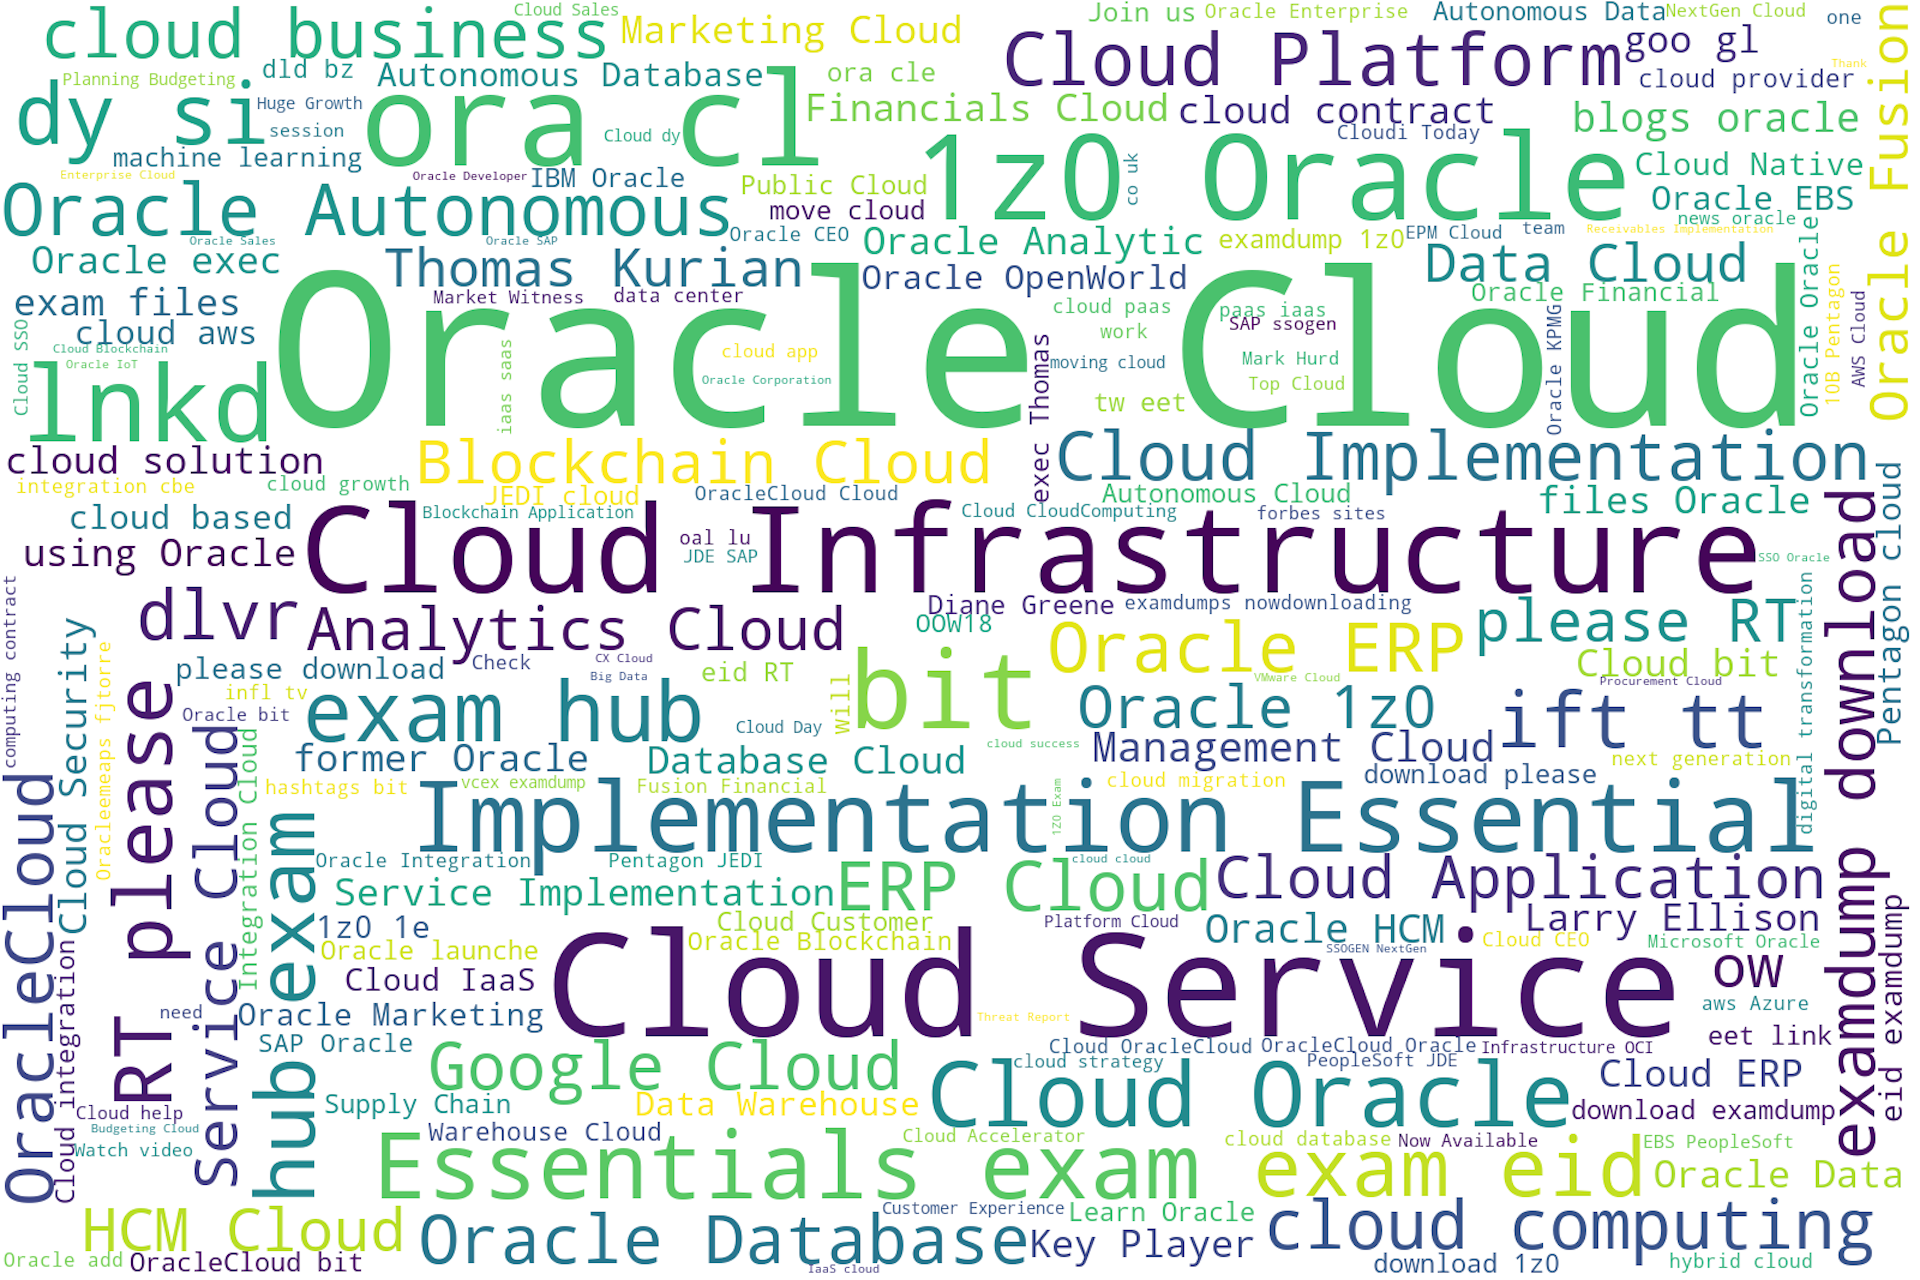 Cloud Sales
Join us
Oracle Enterprise
Autonomous Data
NextGen Cloud
one
cloud business
Marketing Cloud
Cloud Platform
goo gl
Oracle Fusion
Planning Budgeting
dld bz
Autonomous Database
ora cle
cloud provider
Thank
dy si
Huge Growth
ora cl
Financials Cloud
cloud contract
blogs oracle
session
Cloud dy
Cloudi Today
machine learning
1z0 Oracle
Cloud Native
Enterprise Cloud
Oracle Developer
IBM Oracle
Public Cloud
co uk
Oracle EBS
Oracle Autonomous
move cloud
news oracle
Oracle Sales
Oracle SAP
Oracle CEO
Oracle Analytic
examdump 1z0
EPM Cloud
team
Receivables Implementation
Oracle exec
Thomas Kurian
Oracle OpenWorld
Data Cloud
Oracle Oracle
exam files
Market Witness
data center
cloud paas
paas iaas
Oracle Financial
10B Pentagon
AWS Cloud
cloud aws
Cloud SSO
work
SAP ssogen
Oracle KPMG
Cloud Blockchain
Oracle IoT
iaas saas
Oracle Cloud
cloud app
Oracle Corporation
exec Thomas
moving cloud
Mark Hurd
Top Cloud
tw eet
lnkd
cloud solution
Blockchain Cloud
Cloud Implementation
integration cbe
cloud growth
JEDI cloud
OracleCloud Cloud
Autonomous Cloud
files Oracle
cloud based
Blockchain Application
Cloud CloudComputing
forbes sites
using Oracle
Cloud Infrastructure
oal lu
JDE SAP
SSO Oracle
examdump download
Pentagon cloud
computing contract
dlvr
Analytics Cloud
Diane Greene
examdumps nowdownloading
OOW18
please RT
digital transformation
Cloud Security
Oracleemeaps fjtorre
please download
Check
CX Cloud
Big Data
eid RT
Oracle ERP
Cloud bit
VMware Cloud
Procurement Cloud
RT please
infl tv
Oracle bit
exam hub
will
bit
Oracle 1z0
ift tt
Cloud Day
service Cloud
Integration Cloud
former Oracle
Database Cloud
cloud success
Management Cloud
next generation
OracleCloud
hashtags bit
vcex examdump
Fusion Financial
cloud migration
download please
hub exam
Implementation Essential
1Z0 Exam
Oracle Integration
Pentagon JEDI
cloud cloud
Service Implementation
ERP Cloud
Cloud Application
1z0 1e
Cloud Customer
Platform Cloud
Oracle HCM
Larry Ellison
eid examdump
Oracle launche
Oracle Blockchain
SSOGEN NextGen
Cloud CEO
Microsoft Oracle
Cloud integration
Cloud IaaS
Cloud Service
ow
need
Oracle Marketing
Threat Report
aws Azure
SAP Oracle
Cloud OracleCloud
OracleCloud Oracle
Infrastructure OCI
eet link
Google Cloud
cloud strategy
PeopleSoft JDE
Cloud ERP
Cloud help
Supply Chain
Data Warehouse
Cloud Oracle
download examdump
Budgeting Cloud
Watch video
Warehouse Cloud
Cloud Accelerator
cloud database
Now Available
EBS PeopleSoft
Essentials exam
exam eid
Oracle Data
HCM Cloud
Oracle Database
Customer Experience
Learn Oracle
cloud computing
Key Player
Oracle add
OracleCloud bit
IaaS cloud
download 1z0
hybrid cloud